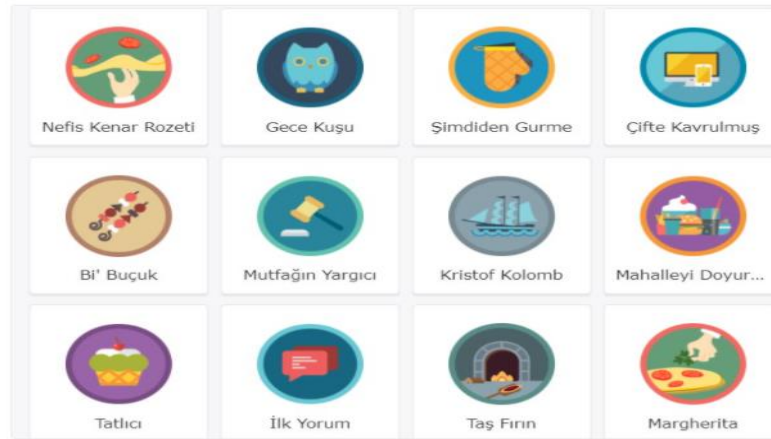 Nefis Kenar Rozeti
Gece Kuşu
Şimdiden Gurme
Çifte Kavrulmuş
Bi' Buçuk
Mutfağın Yargıcı
Kristof Kolomb
Mahalleyi Doyur...
Tatlıcı
İlk Yorum
Taş Fırın
Margherita